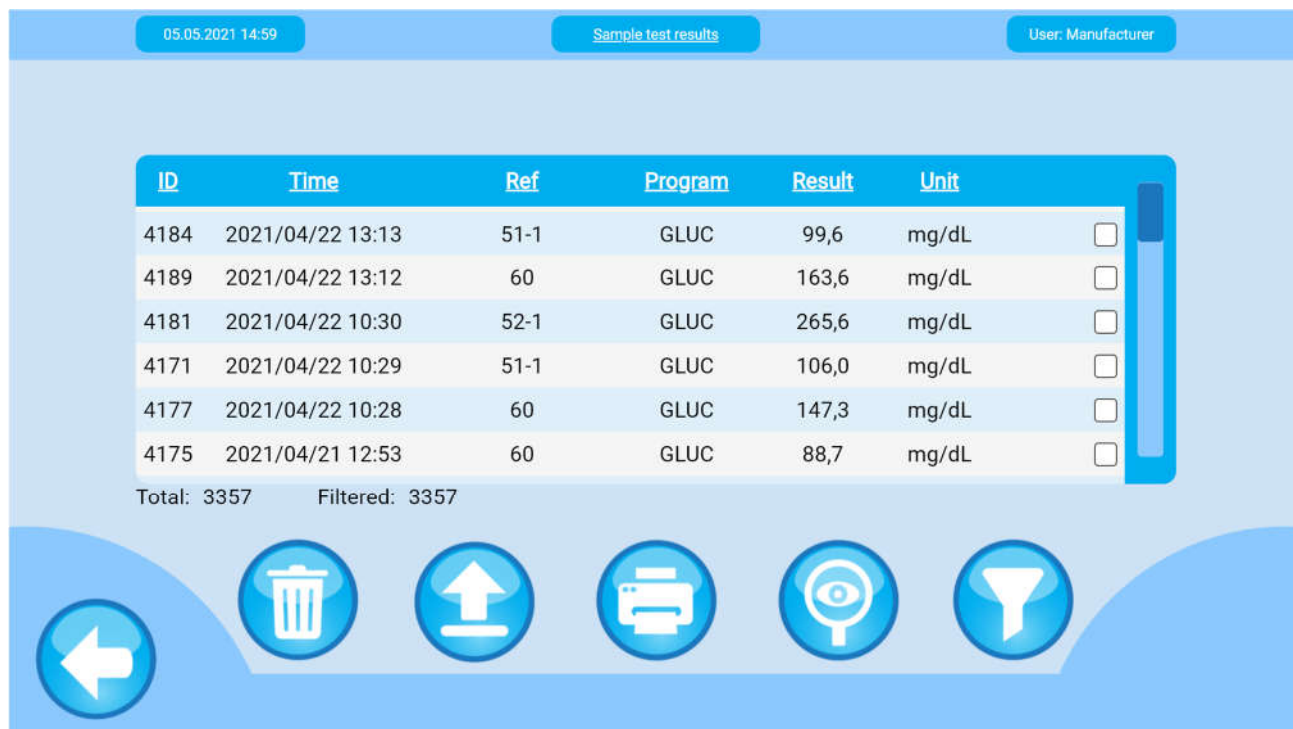 05.05.2021 14:59 Sample test results User: Manufacturer
ID Time Ref Program Result Unit
4184 2021/04/22 13:13 51-1 GLUC 99,6 mg/dL
4189 2021/04/22 13:12 60 GLUC 163,6 mg/dL
4181 2021/04/22 10:30 52-1 GLUC 265,6 mg/dL
4171 2021/04/22 10:29 51-1 GLUC 106,0 mg/dL
4177 2021/04/22 10:28 60 GLUC 147,3 mg/dL
4175 2021/04/21 12:53 60 GLUC 88,7 mg/dL
Total: 3357 Filtered: 3357